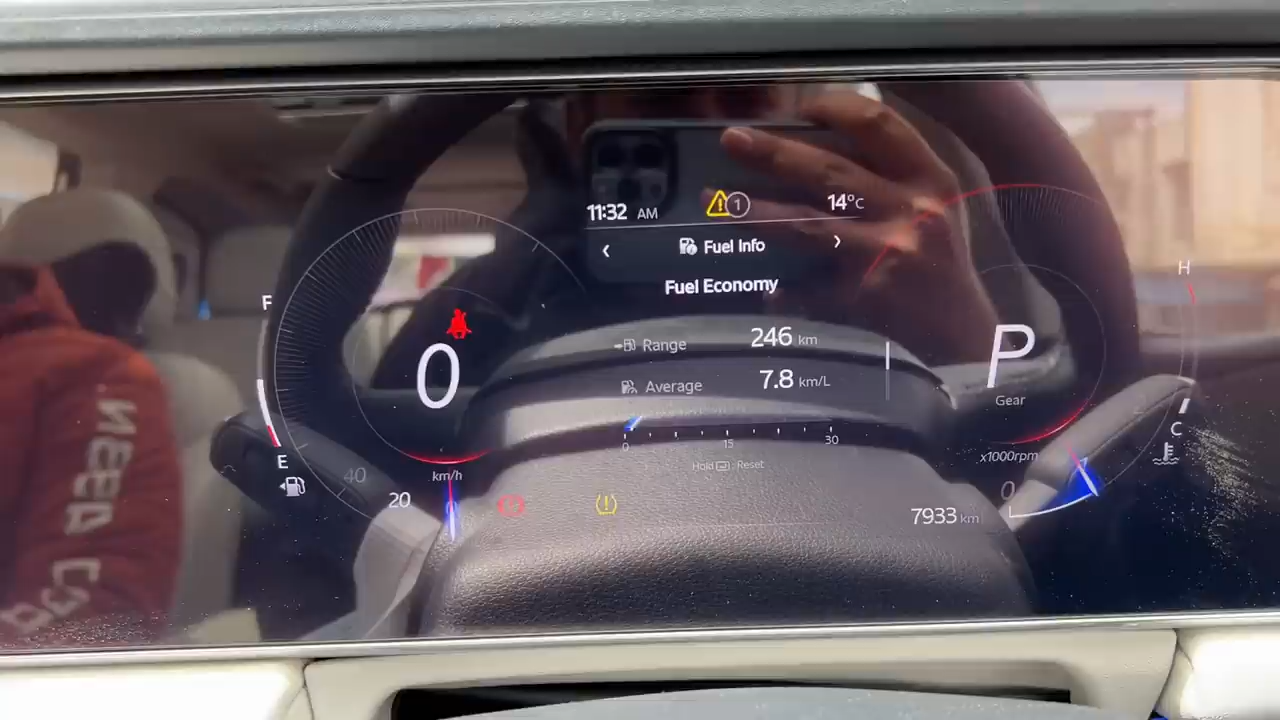 11:32 AM 1 14°C
Fuel Info
Fuel Economy
Range 246 km
Average 7.8 km/L
0 15 30
Hold : Reset
F
E
0
km/h
40
20
P
Gear
x1000rpm
0
H
C
7933 km